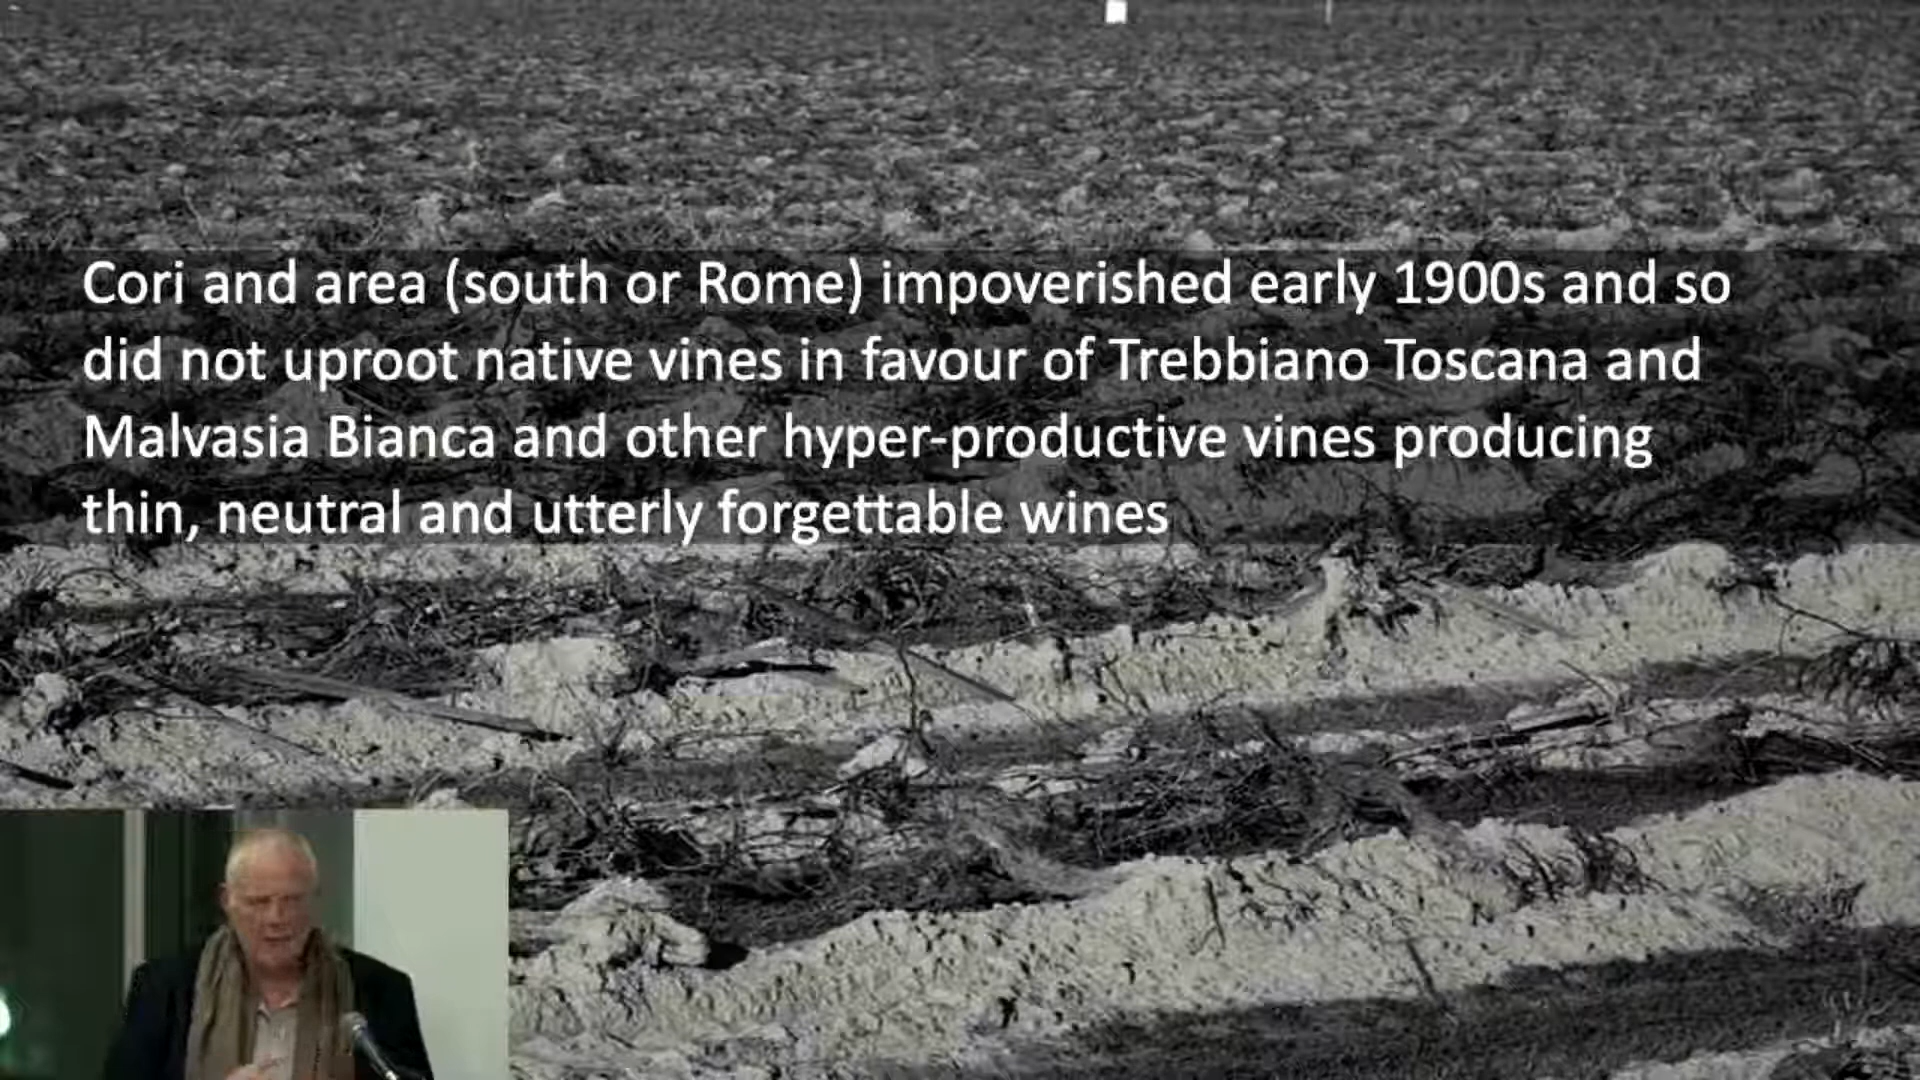 Cori and area (south or Rome) impoverished early 1900s and so
did not uproot native vines in favour of Trebbiano Toscana and
Malvasia Bianca and other hyper-productive vines producing
thin, neutral and utterly forgettable wines